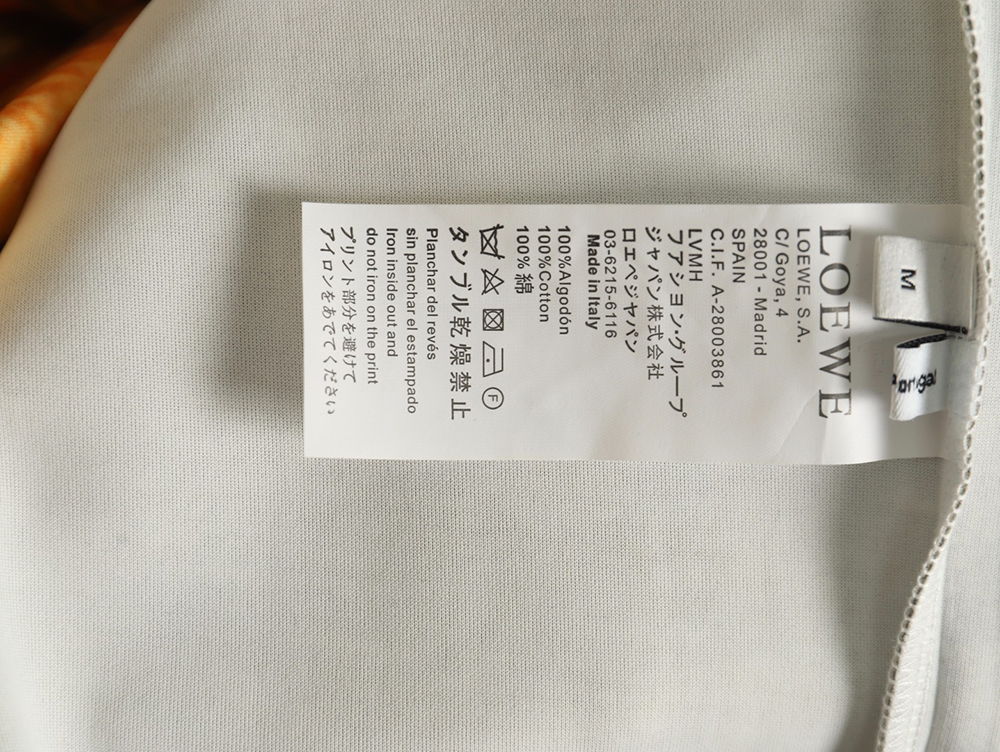 LOEWE
LOEWE, S.A.
C/ Goya, 4
28001 - Madrid
SPAIN
C.I.F. A-28003861
LVMH
フアシヨン·グループ
ジャパン株式会社
ロエベジャパン
03-6215-6116
Made in Italy
100%Algodón
100%Cotton
100%綿
F
タンブル乾燥禁止
Planchar del revés
sin planchar el estampado
Iron inside out and
do not iron on the print
プリント部分を避けて
アイロンをあててください
M